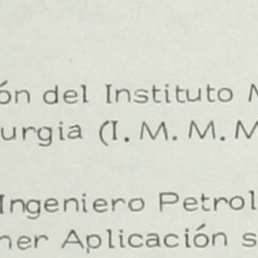 ón del Instituto M
urgia (I. M. M. M
Ingeniero Petrol
ner Aplicación s